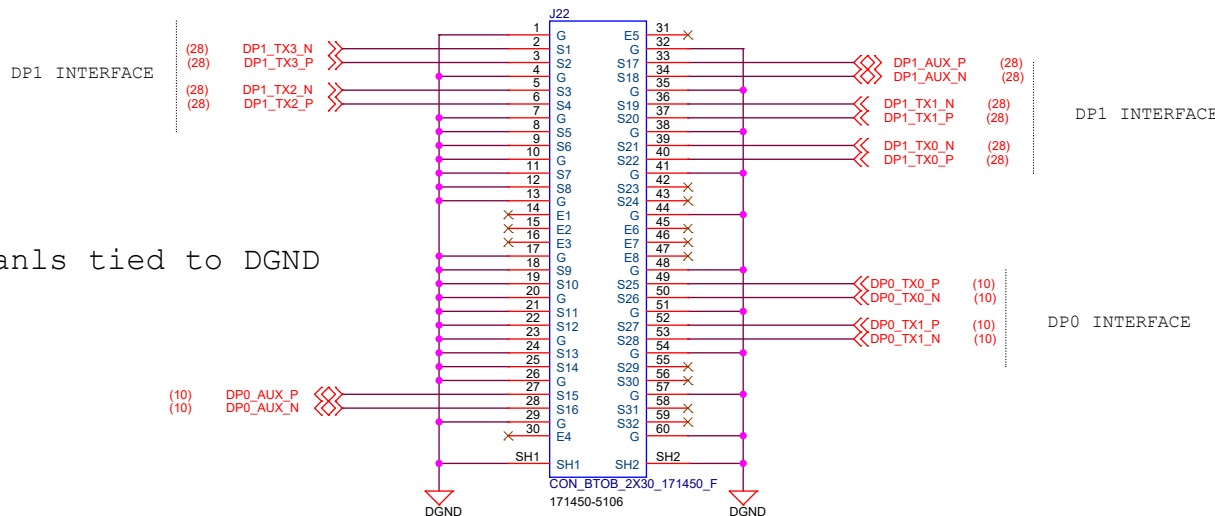 J22
DP1 INTERFACE
(28) DP1_TX3_N
(28) DP1_TX3_P
(28) DP1_TX2_N
(28) DP1_TX2_P
anls tied to DGND
(10) DP0_AUX_P
(10) DP0_AUX_N
1 G
2 S1
3 S2
4 G
5 S3
6 S4
7 G
8 S5
9 S6
10 G
11 S7
12 S8
13 G
14 E1
15 E2
16 E3
17 G
18 S9
19 S10
20 G
21 S11
22 S12
23 G
24 S13
25 S14
26 G
27 S15
28 S16
29 G
30 E4
SH1 SH1
E5 31
G 32
S17 33
S18 34
G 35
S19 36
S20 37
G 38
S21 39
S22 40
G 41
S23 42
S24 43
G 44
E6 45
E7 46
E8 47
G 48
S25 49
S26 50
G 51
S27 52
S28 53
G 54
S29 55
S30 56
G 57
S31 58
S32 59
G 60
SH2 SH2
DP1_AUX_P (28)
DP1_AUX_N (28)
DP1_TX1_N (28)
DP1_TX1_P (28)
DP1_TX0_N (28)
DP1_TX0_P (28)
DP1 INTERFACE
DP0_TX0_P (10)
DP0_TX0_N (10)
DP0_TX1_P (10)
DP0_TX1_N (10)
DP0 INTERFACE
CON_BTOB_2X30_171450_F
171450-5106
DGND
DGND